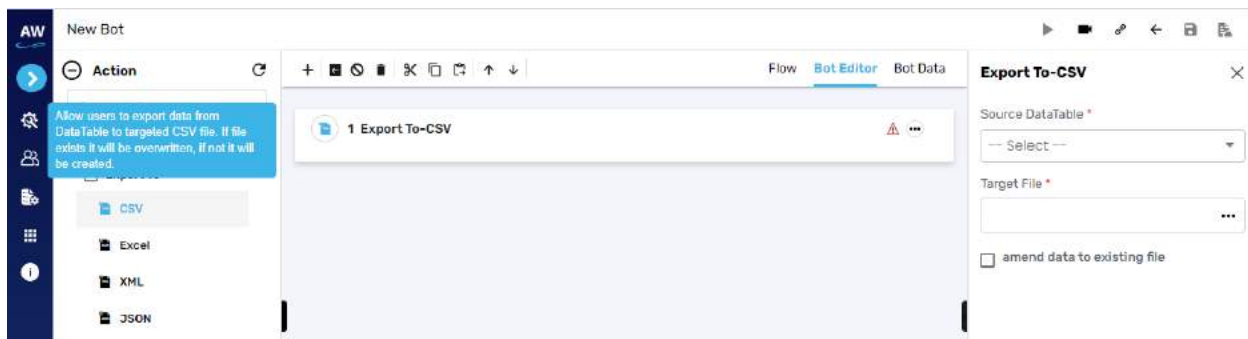 AW
New Bot
Action
Allow users to export data from
DataTable to targeted CSV file. If file
exists it will be overwritten, if not it will
be created.
CSV
Excel
XML
JSON
Flow Bot Editor Bot Data
1 Export To-CSV
Export To-CSV
Source DataTable *
-- Select --
Target File *
amend data to existing file